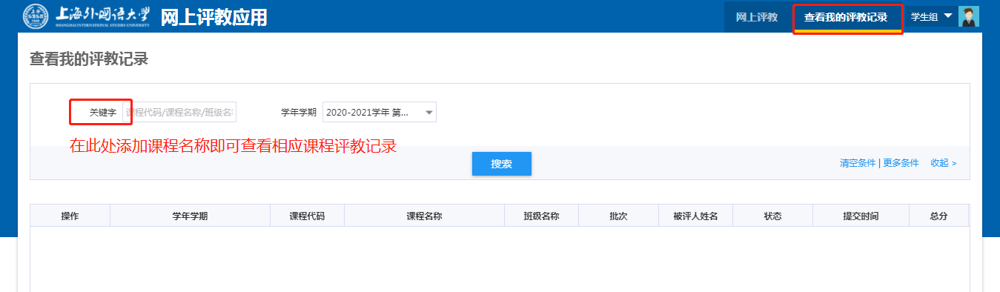 上海外国语大学
SHANGHAI INTERNATIONAL STUDIES UNIVERSITY
网上评教应用
网上评教
查看我的评教记录
学生组
查看我的评教记录
关键字 课程代码/课程名称/班级名称 学年学期 2020-2021学年 第...
在此处添加课程名称即可查看相应课程评教记录
搜索
清空条件 | 更多条件 收起 >
操作 学年学期 课程代码 课程名称 班级名称 批次 被评人姓名 状态 提交时间 总分